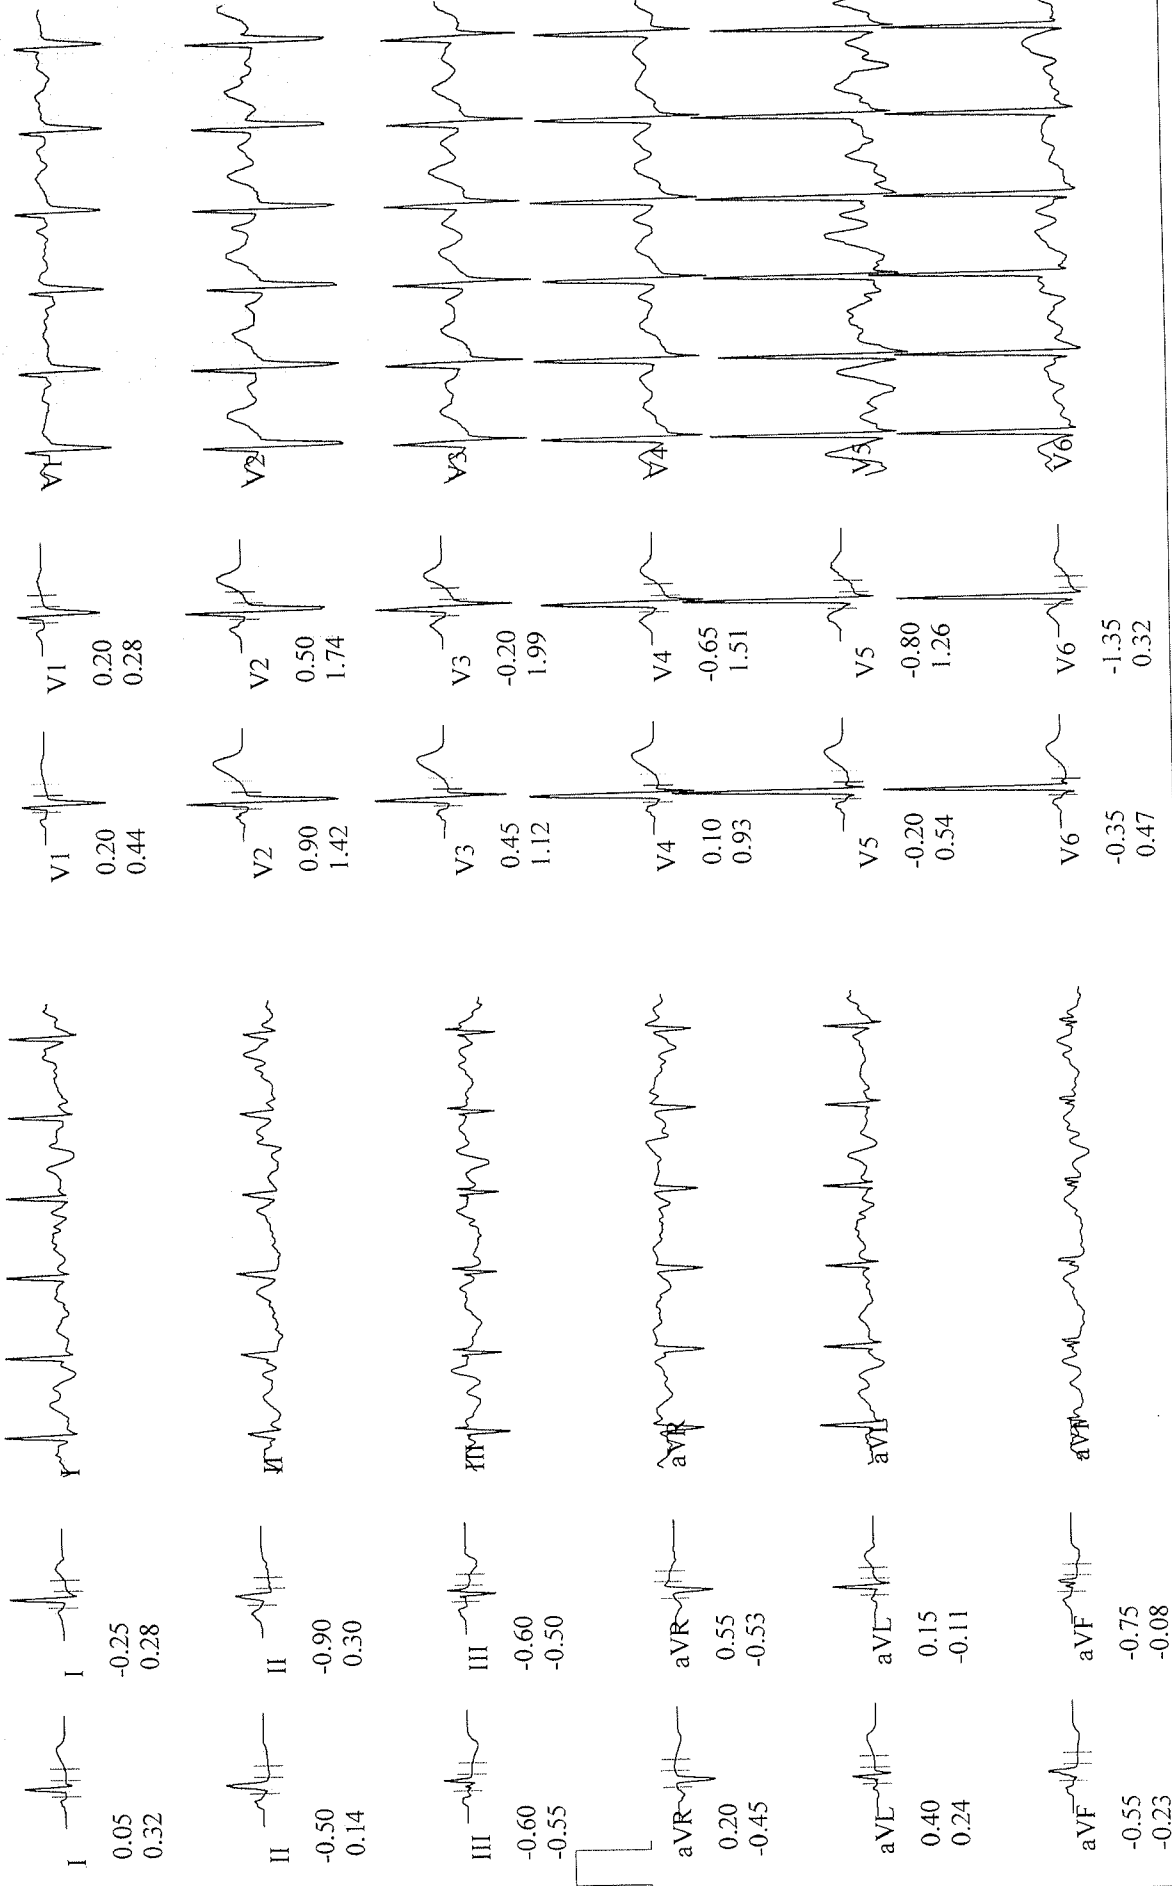 I I I V1 V1 V1
0.05 -0.25 0.20 0.20
0.32 0.28 0.44 0.28
II II II V2 V2 V2
-0.50 -0.90 0.90 0.50
0.14 0.30 1.42 1.74
III III III V3 V3 V3
-0.60 -0.60 0.45 -0.20
-0.55 -0.50 1.12 1.99
aVR aVR aVR V4 V4 V4
0.20 0.55 0.10 -0.65
-0.45 -0.53 0.93 1.51
aVL aVL aVL V5 V5 V5
0.40 0.15 -0.20 -0.80
0.24 -0.11 0.54 1.26
aVF aVF aVF V6 V6 V6
-0.55 -0.75 -0.35 -1.35
-0.23 -0.08 0.47 0.32